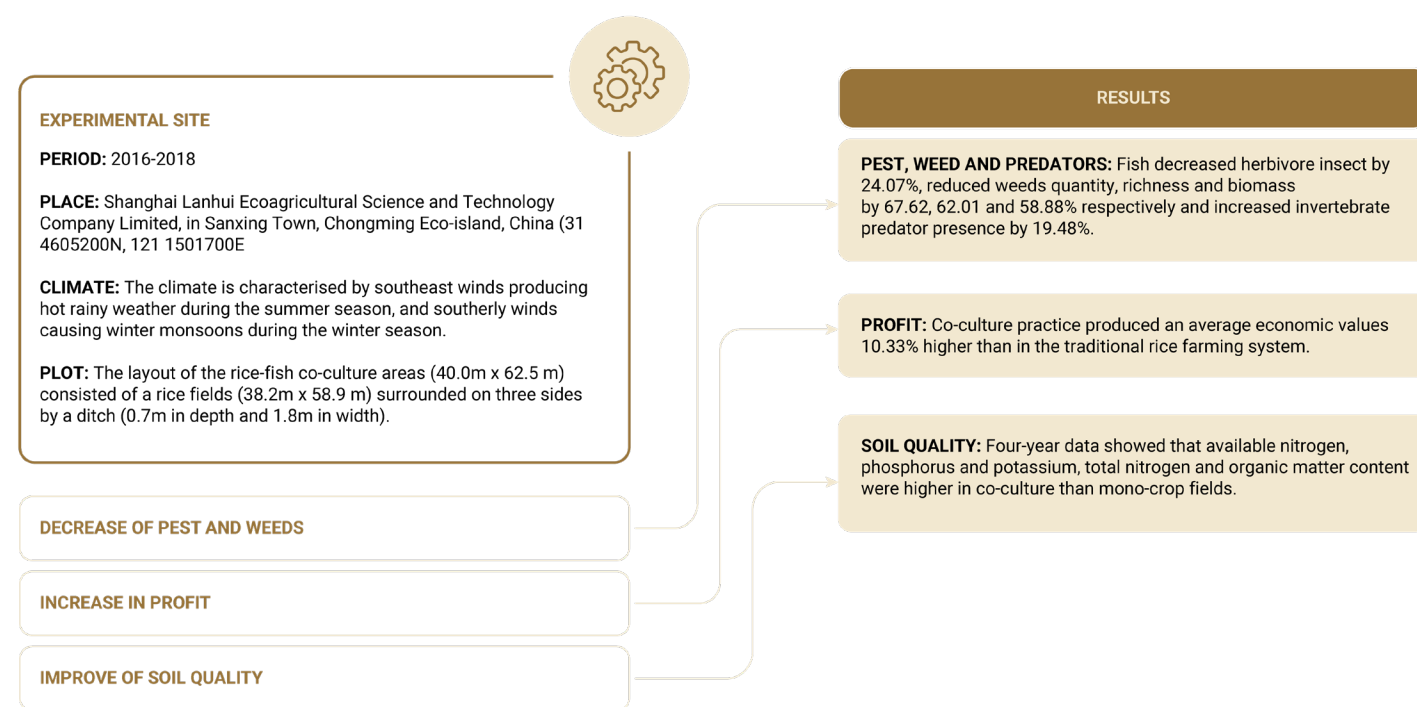 EXPERIMENTAL SITE
PERIOD: 2016-2018
PLACE: Shanghai Lanhui Ecoagricultural Science and Technology
Company Limited, in Sanxing Town, Chongming Eco-island, China (31
4605200N, 121 1501700E
CLIMATE: The climate is characterised by southeast winds producing
hot rainy weather during the summer season, and southerly winds
causing winter monsoons during the winter season.
PLOT: The layout of the rice-fish co-culture areas (40.0m x 62.5 m)
consisted of a rice fields (38.2m x 58.9 m) surrounded on three sides
by a ditch (0.7m in depth and 1.8m in width).
DECREASE OF PEST AND WEEDS
INCREASE IN PROFIT
IMPROVE OF SOIL QUALITY
RESULTS
PEST, WEED AND PREDATORS: Fish decreased herbivore insect by
24.07%, reduced weeds quantity, richness and biomass
by 67.62, 62.01 and 58.88% respectively and increased invertebrate
predator presence by 19.48%.
PROFIT: Co-culture practice produced an average economic values
10.33% higher than in the traditional rice farming system.
SOIL QUALITY: Four-year data showed that available nitrogen,
phosphorus and potassium, total nitrogen and organic matter content
were higher in co-culture than mono-crop fields.